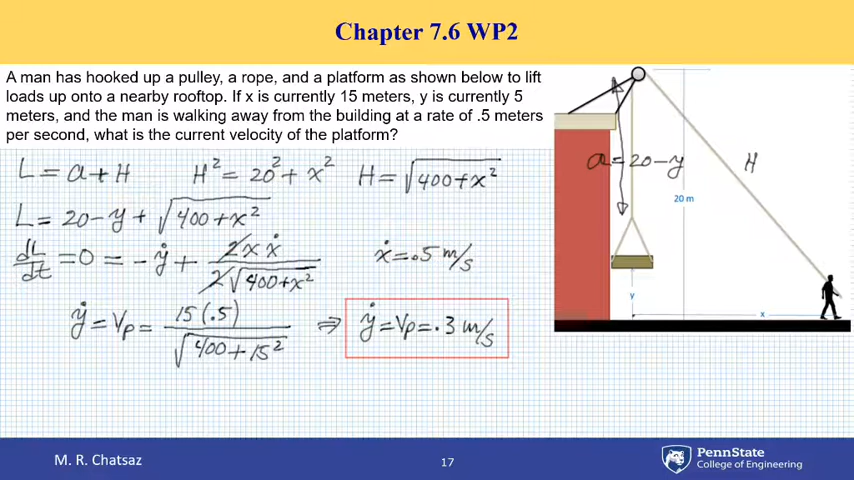 Chapter 7.6 WP2
A man has hooked up a pulley, a rope, and a platform as shown below to lift
loads up onto a nearby rooftop. If x is currently 15 meters, y is currently 5
meters, and the man is walking away from the building at a rate of .5 meters
per second, what is the current velocity of the platform?
L = a + H    H² = 20² + x²    H = √(400+x²)
L = 20 - y + √(400+x²)
dL/dt = 0 = -ẏ + 2xẋ / 2√(400+x²)    ẋ = .5 m/s
ẏ = Vp = 15(.5) / √(400+15²) ⇒ ẏ = Vp = .3 m/s
a = 20 - y
H
20 m
y
x
M. R. Chatsaz
17
PennState
College of Engineering